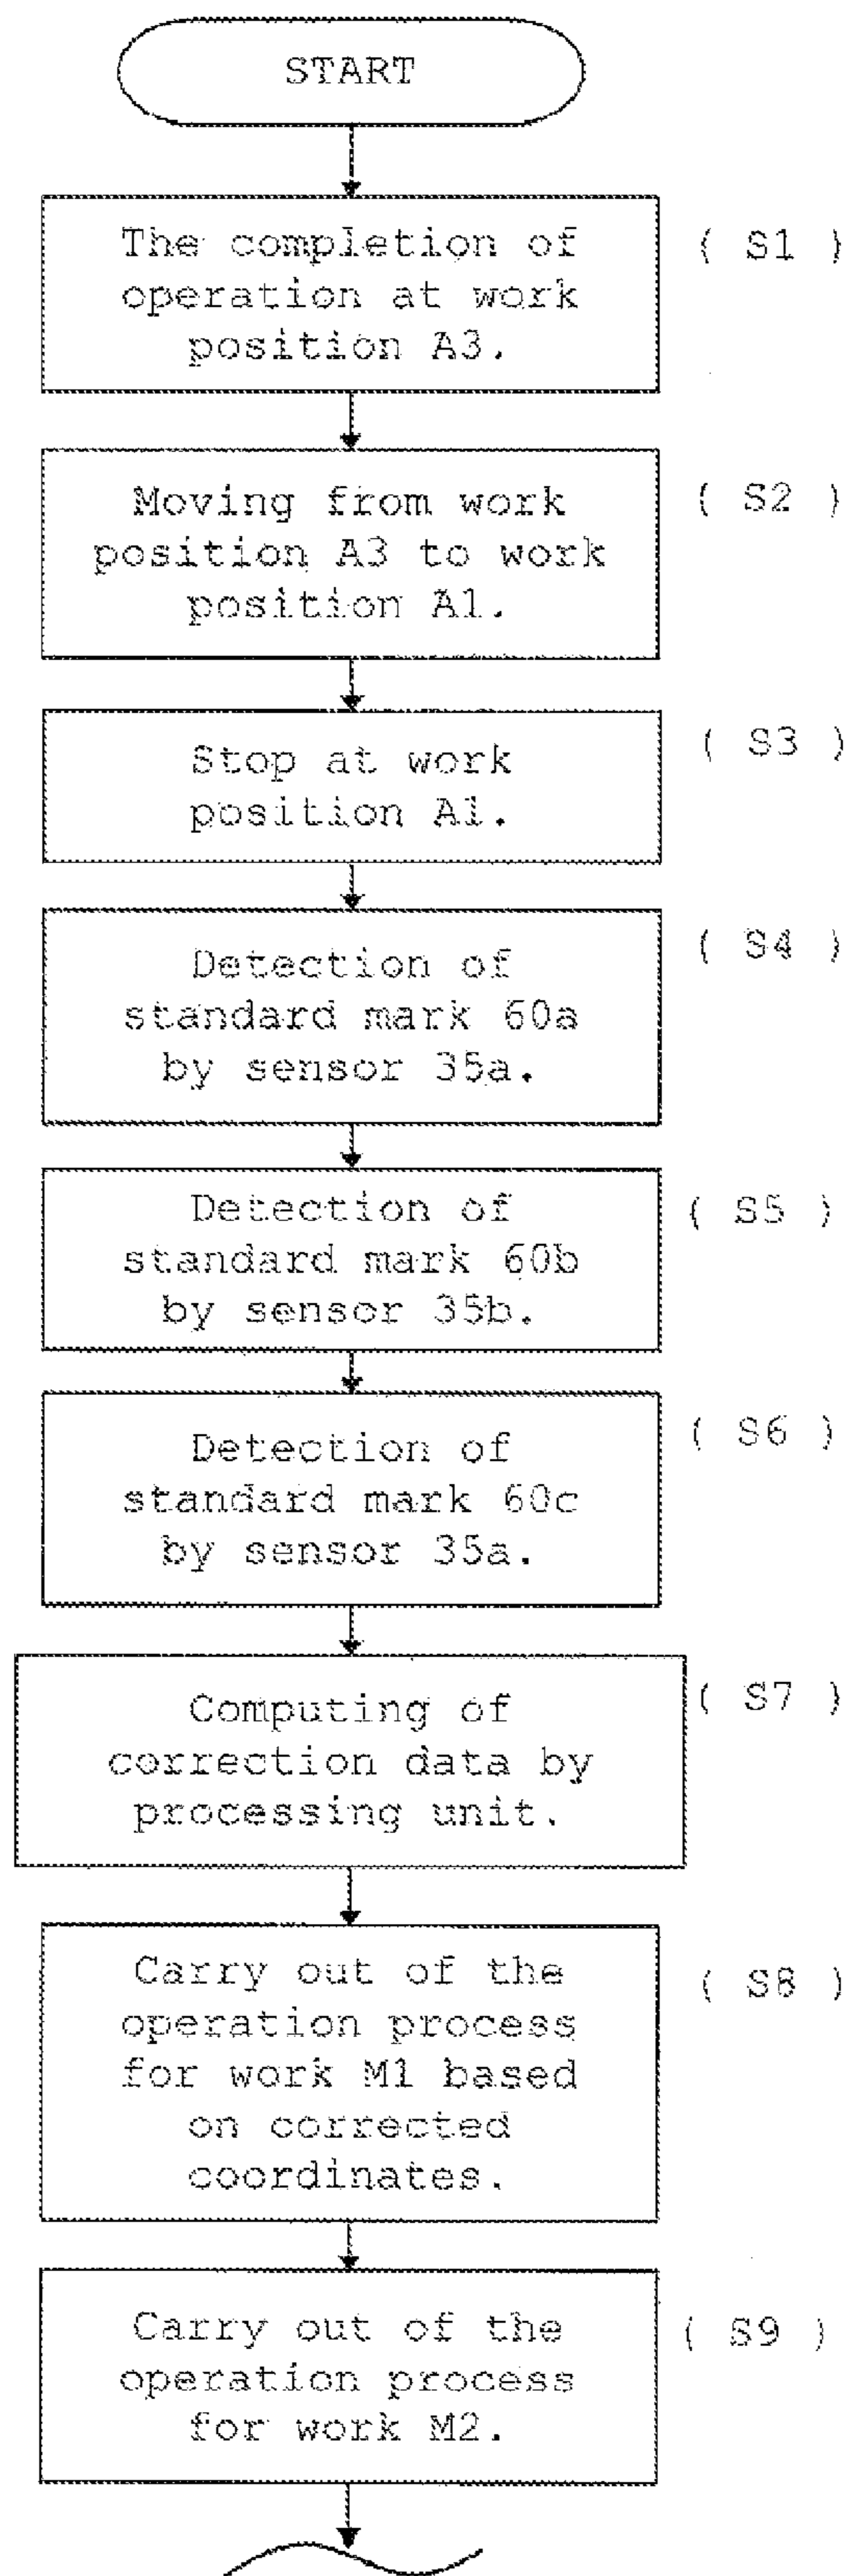 START
The completion of
operation at work
position A3.
( S1 )
Moving from work
position A3 to work
position A1.
( S2 )
Stop at work
position A1.
( S3 )
Detection of
standard mark 60a
by sensor 35a.
( S4 )
Detection of
standard mark 60b
by sensor 35b.
( S5 )
Detection of
standard mark 60c
by sensor 35a.
( S6 )
Computing of
correction data by
processing unit.
( S7 )
Carry out of the
operation process
for work M1 based
on corrected
coordinates.
( S8 )
Carry out of the
operation process
for work M2.
( S9 )